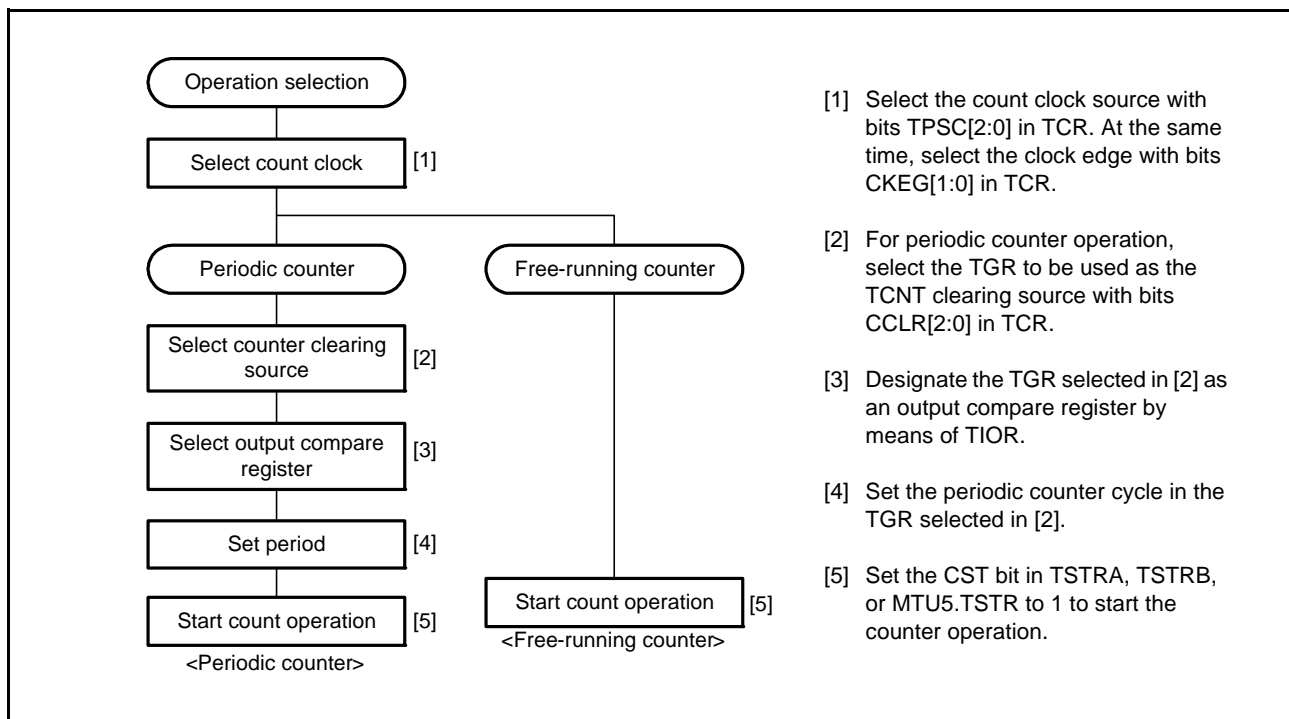 Operation selection
Select count clock
[1]
Periodic counter
Free-running counter
Select counter clearing
source
[2]
Select output compare
register
[3]
Set period
[4]
Start count operation
[5]
<Periodic counter>
Start count operation
[5]
<Free-running counter>
[1] Select the count clock source with
bits TPSC[2:0] in TCR. At the same
time, select the clock edge with bits
CKEG[1:0] in TCR.
[2] For periodic counter operation,
select the TGR to be used as the
TCNT clearing source with bits
CCLR[2:0] in TCR.
[3] Designate the TGR selected in [2] as
an output compare register by
means of TIOR.
[4] Set the periodic counter cycle in the
TGR selected in [2].
[5] Set the CST bit in TSTRA, TSTRB,
or MTU5.TSTR to 1 to start the
counter operation.